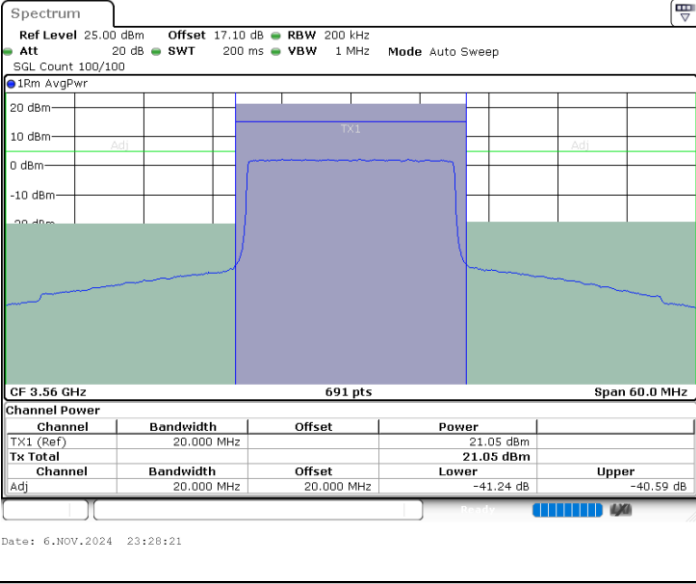 Spectrum
Ref Level 25.00 dBm Offset 17.10 dB RBW 200 kHz
Att 20 dB SWT 200 ms VBW 1 MHz Mode Auto Sweep
SGL Count 100/100
1Rm AvgPwr
20 dBm
TX1
10 dBm
Adj
Adj
0 dBm
-10 dBm
-20 dBm
CF 3.56 GHz 691 pts Span 60.0 MHz
Channel Power
Channel Bandwidth Offset Power
TX1 (Ref) 20.000 MHz 21.05 dBm
Tx Total 21.05 dBm
Channel Bandwidth Offset Lower Upper
Adj 20.000 MHz 20.000 MHz -41.24 dB -40.59 dB
Ready
Date: 6.NOV.2024 23:28:21